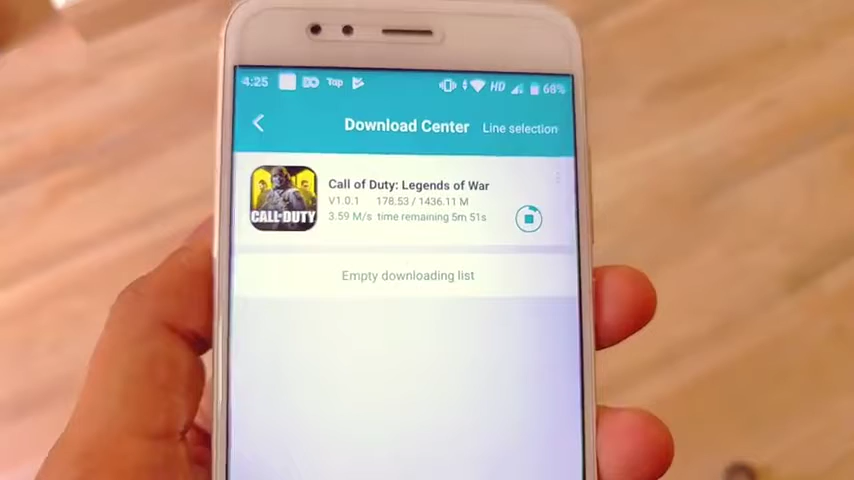 4:25 Tap HD 68%
Download Center Line selection
Call of Duty: Legends of War
V1.0.1 178.53 / 1436.11 M
3.59 M/s time remaining 5m 51s
CALL OF DUTY
Empty downloading list